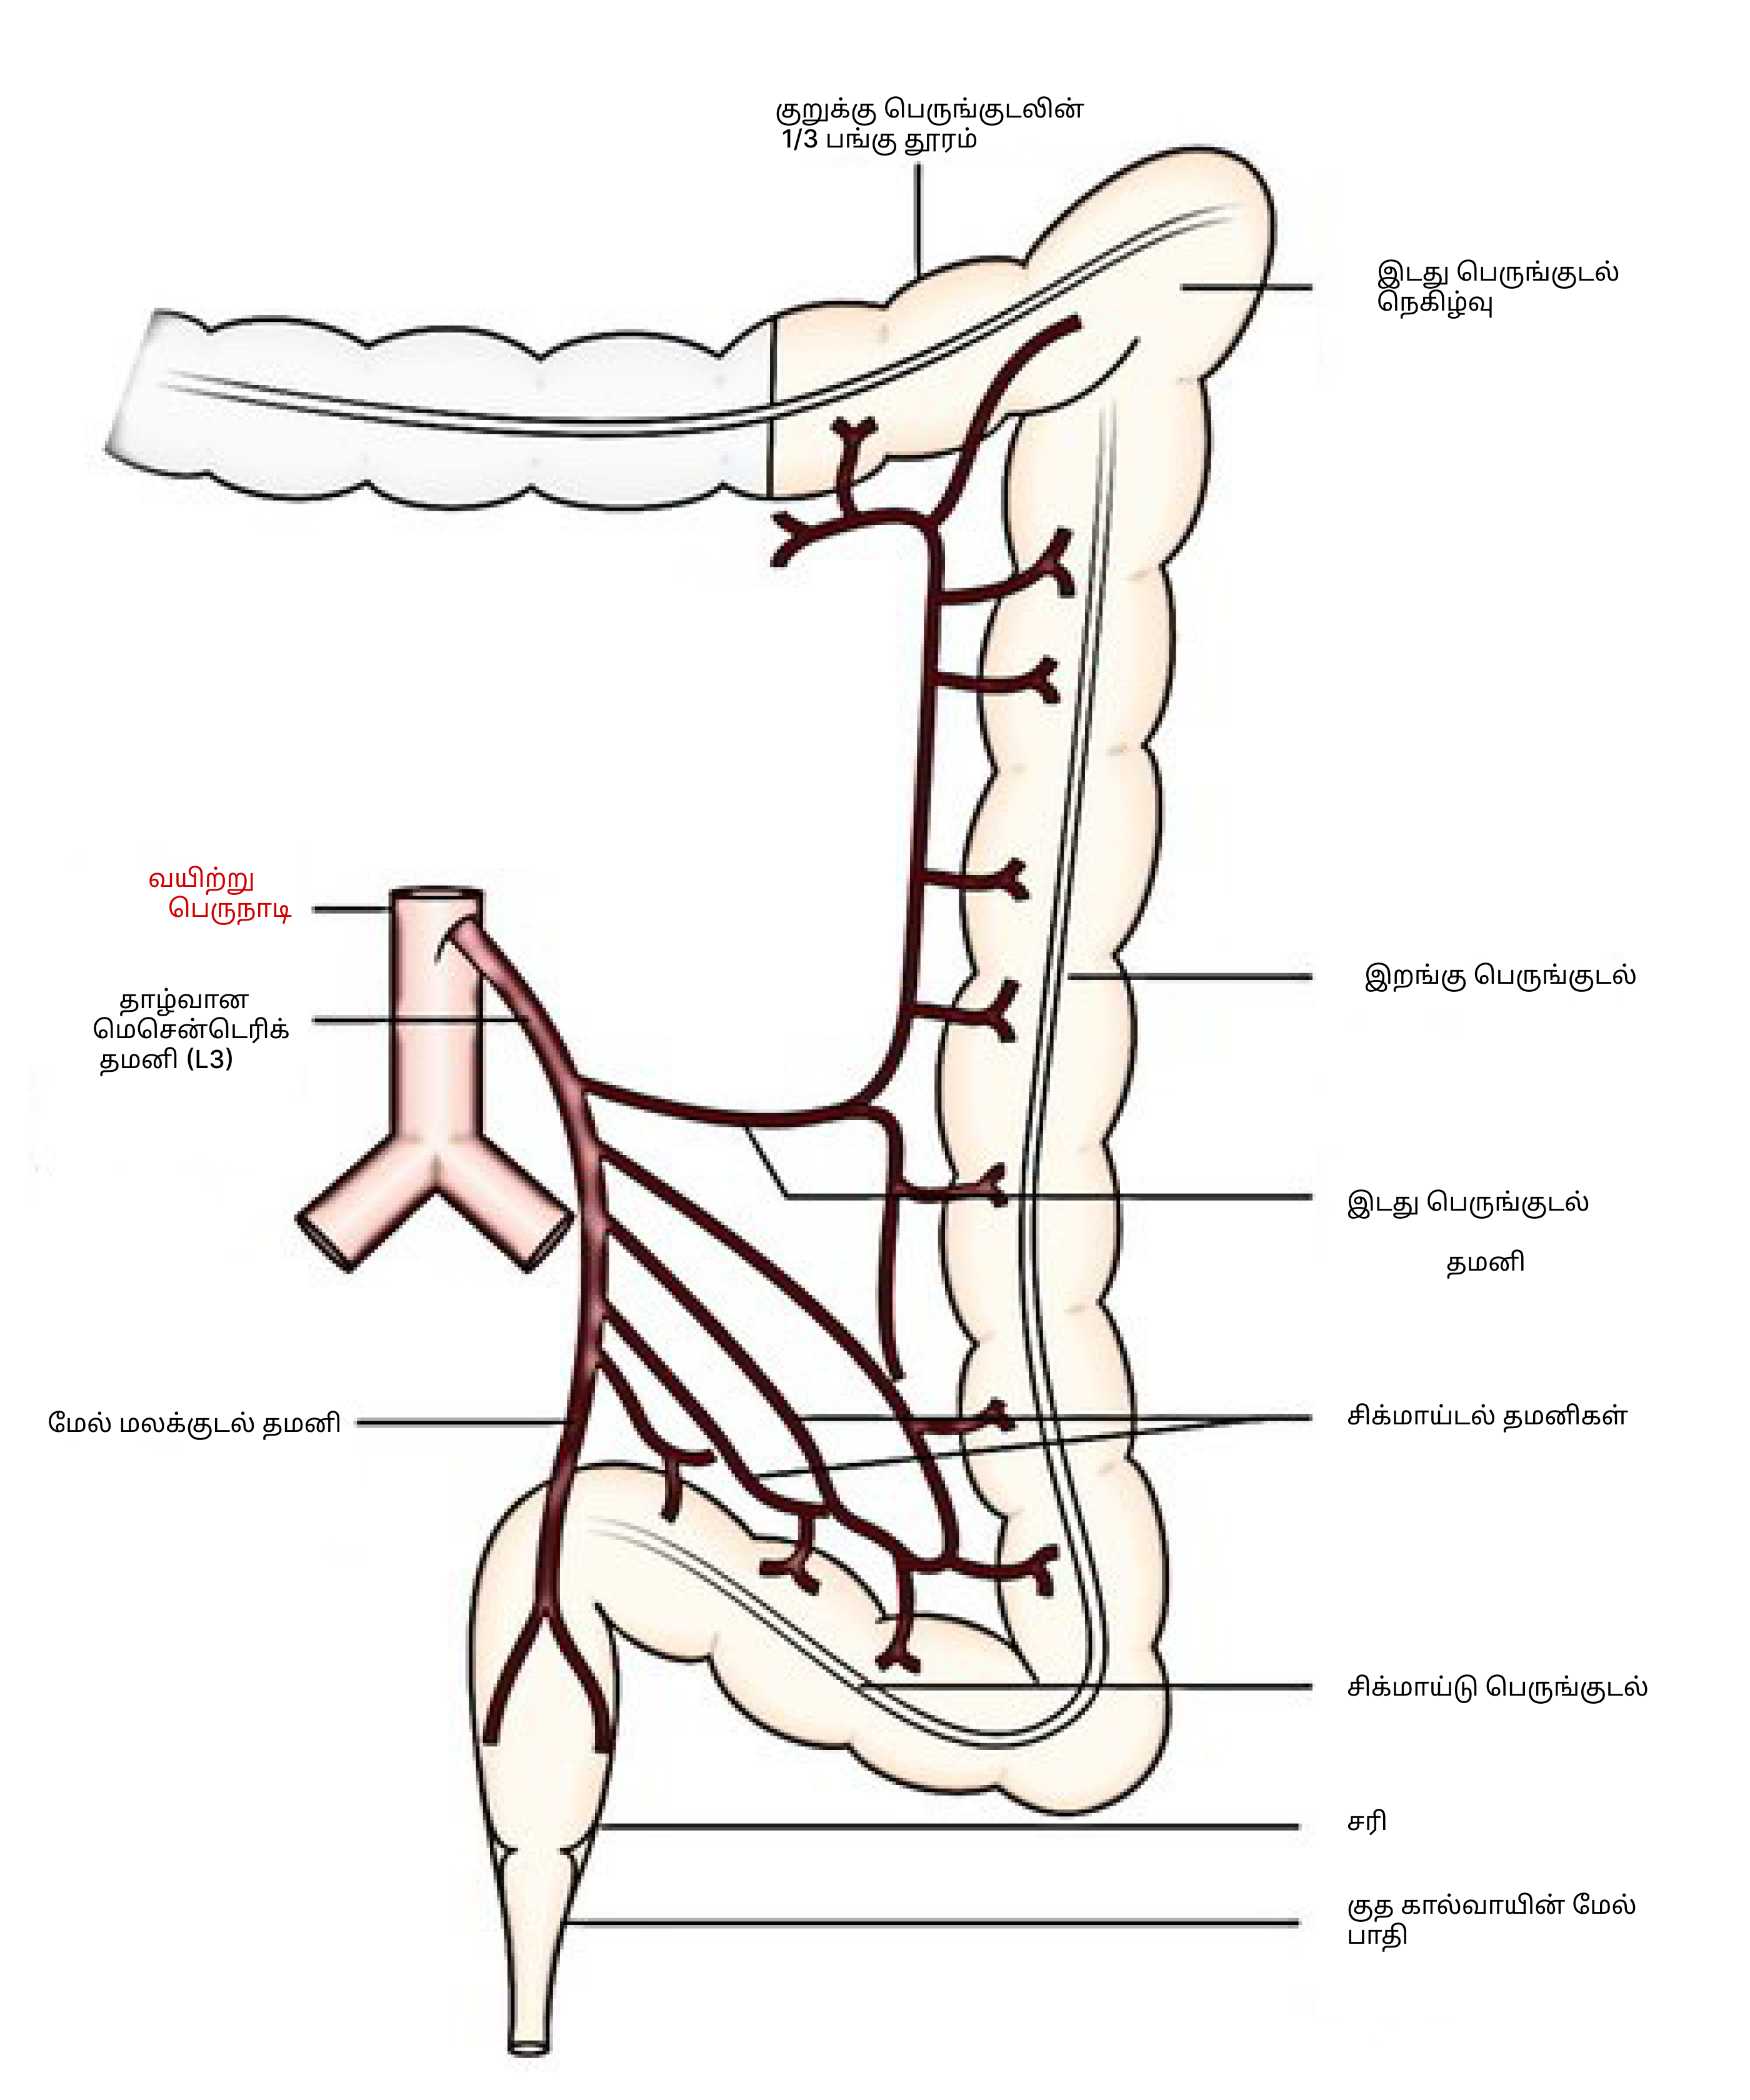 குறுக்கு பெருங்குடலின்
1/3 பங்கு தூரம்
இடது பெருங்குடல்
நெகிழ்வு
வயிற்று
பெருநாடி
இறங்கு பெருங்குடல்
தாழ்வான
மெசென்டெரிக்
தமனி (L3)
இடது பெருங்குடல்
தமனி
மேல் மலக்குடல் தமனி
சிக்மாய்டல் தமனிகள்
சிக்மாய்டு பெருங்குடல்
சரி
குத கால்வாயின் மேல்
பாதி